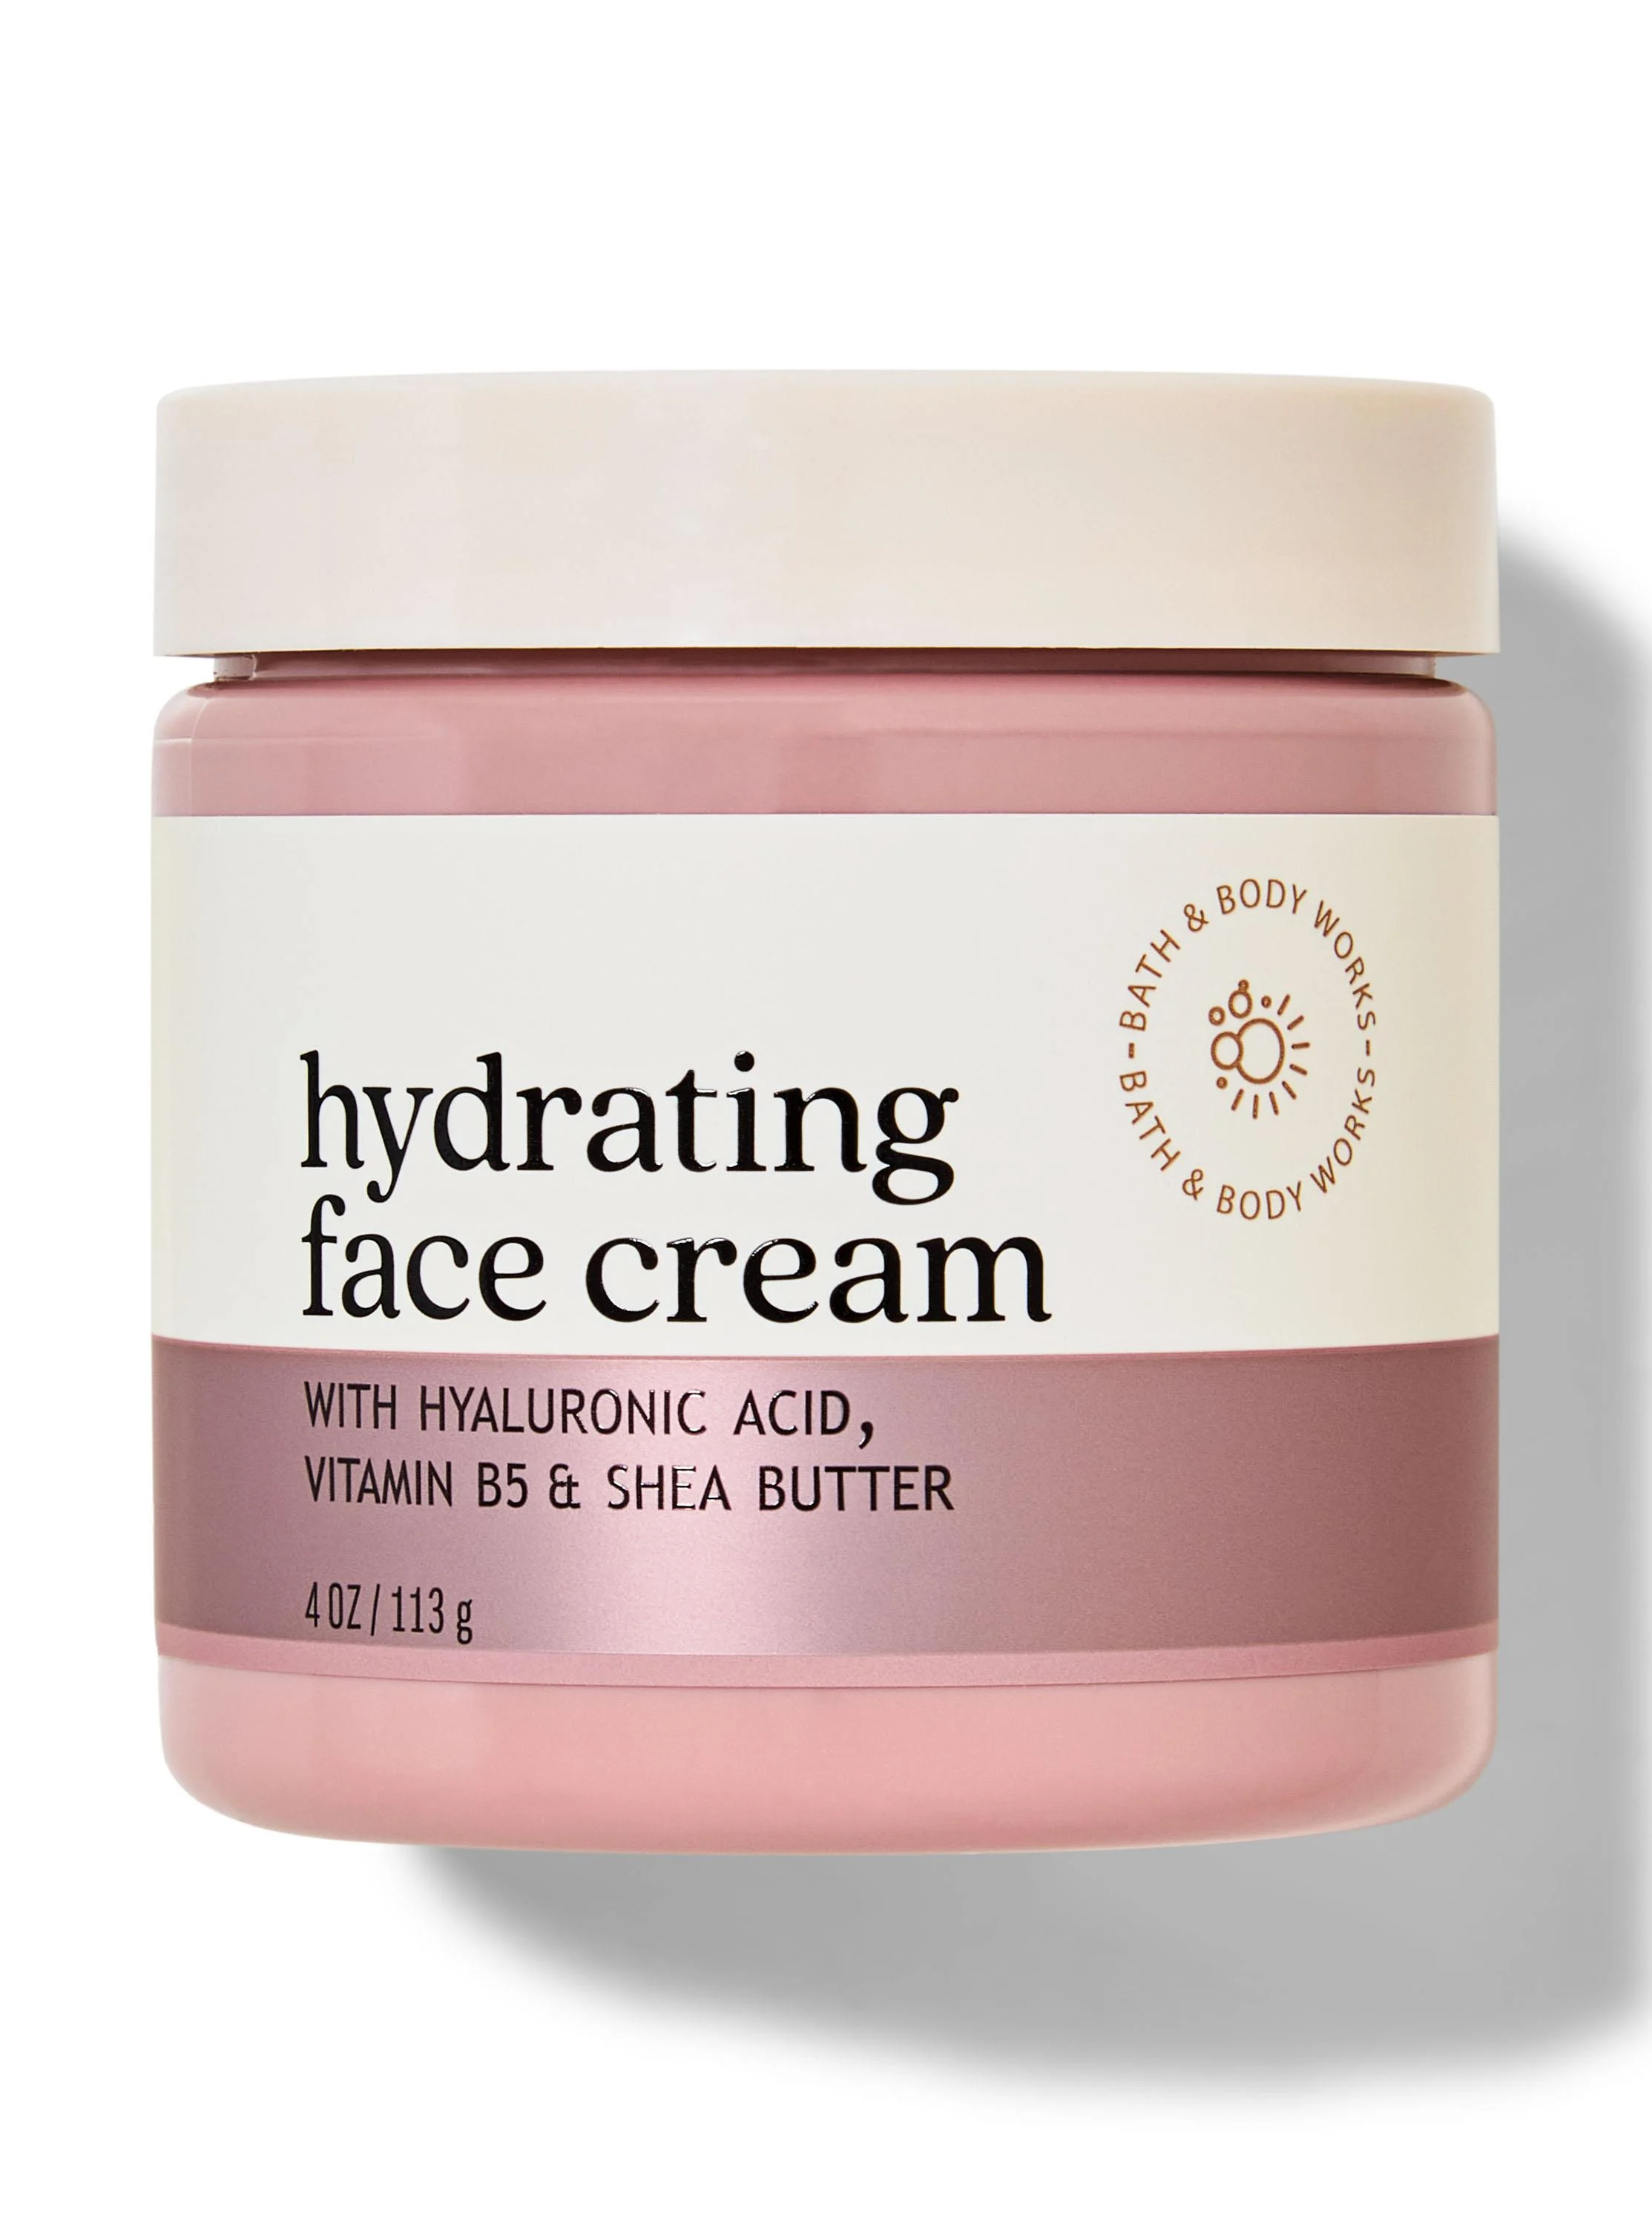 hydrating
face cream
WITH HYALURONIC ACID,
VITAMIN B5 & SHEA BUTTER
4 OZ / 113 g
-BATH & BODY WORKS-
BATH & BODY WORKS